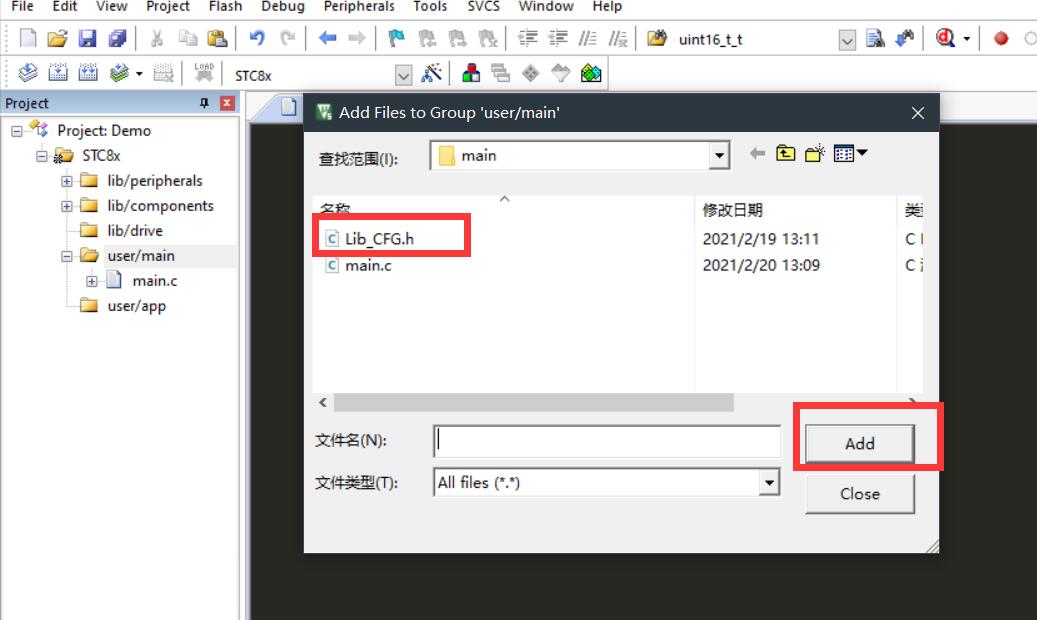 File Edit View Project Flash Debug Peripherals Tools SVCS Window Help
uint16_t_t
LOAD STC8x
Project
Project: Demo
STC8x
lib/peripherals
lib/components
lib/drive
user/main
main.c
user/app
Add Files to Group 'user/main'
查找范围(I): main
名称 修改日期
Lib_CFG.h 2021/2/19 13:11 C
main.c 2021/2/20 13:09 C
文件名(N): Add
文件类型(T): All files (*.*) Close